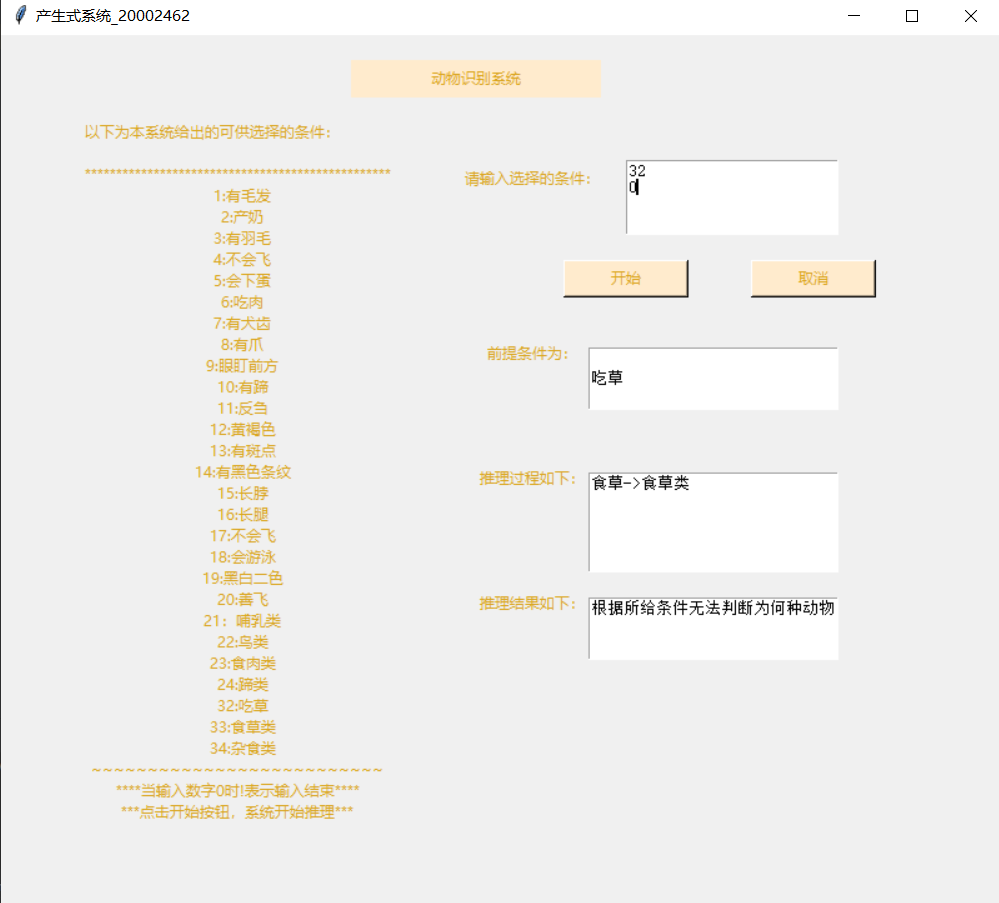 产生式系统_20002462
动物识别系统
以下为本系统给出的可供选择的条件：
*************************************************
1:有毛发
2:产奶
3:有羽毛
4:不会飞
5:会下蛋
6:吃肉
7:有犬齿
8:有爪
9:眼盯前方
10:有蹄
11:反刍
12:黄褐色
13:有斑点
14:有黑色条纹
15:长脖
16:长腿
17:不会飞
18:会游泳
19:黑白二色
20:善飞
21：哺乳类
22:鸟类
23:食肉类
24:蹄类
32:吃草
33:食草类
34:杂食类
~~~~~~~~~~~~~~~~~~~~~~~~~~
****当输入数字0时!表示输入结束****
***点击开始按钮，系统开始推理***
请输入选择的条件：
32
0
开始
取消
前提条件为：
吃草
推理过程如下：
食草->食草类
推理结果如下：
根据所给条件无法判断为何种动物